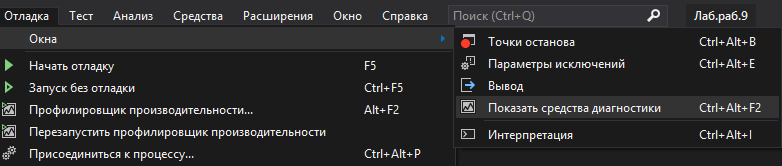 Отладка Тест Анализ Средства Расширения Окно Справка Поиск (Ctrl+Q) Лаб.раб.9
Окна
Начать отладку F5
Запуск без отладки Ctrl+F5
Профилировщик производительности... Alt+F2
Перезапустить профилировщик производительности
Присоединиться к процессу... Ctrl+Alt+P
Точки останова Ctrl+Alt+B
Параметры исключений Ctrl+Alt+E
Вывод
Показать средства диагностики Ctrl+Alt+F2
Интерпретация Ctrl+Alt+I